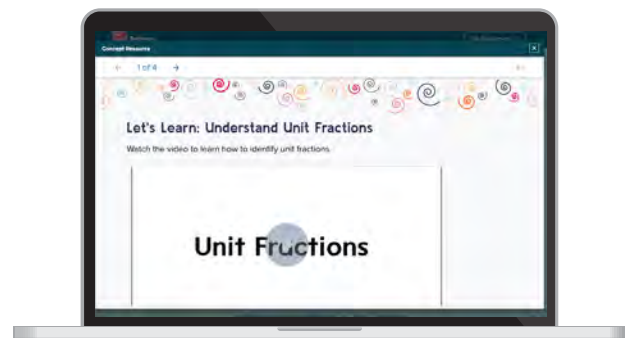 Concept Resource
1 of 4
Let's Learn: Understand Unit Fractions
Watch the video to learn how to identify unit fractions.
Unit Fractions